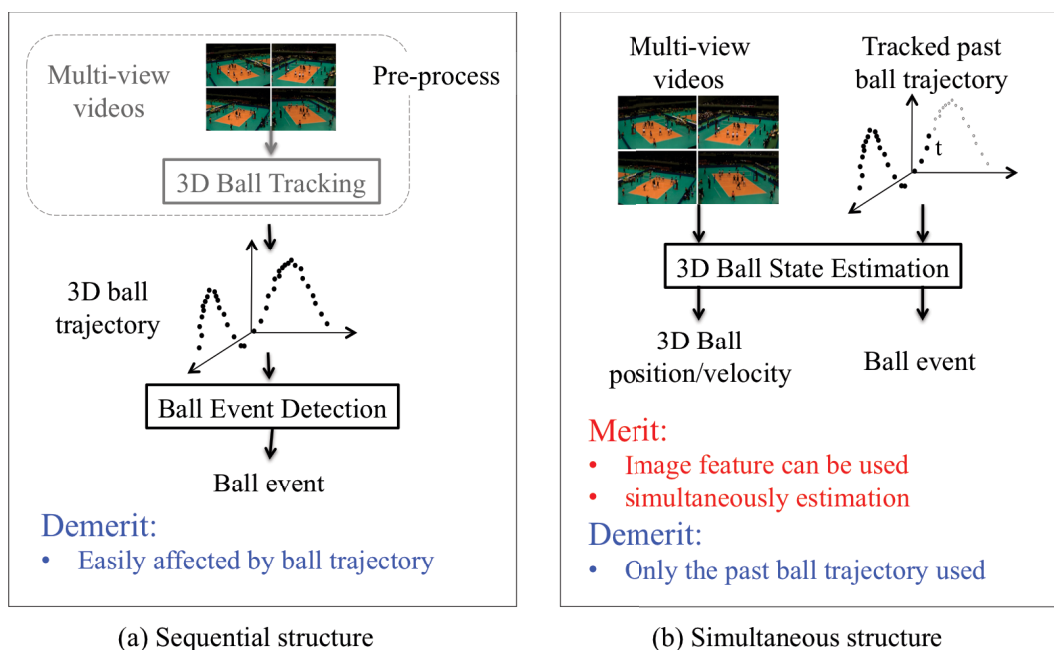 Multi-view
videos
Pre-process
3D Ball Tracking
3D ball
trajectory
Ball Event Detection
Ball event
Demerit:
• Easily affected by ball trajectory
(a) Sequential structure
Multi-view
videos
Tracked past
ball trajectory
t
3D Ball State Estimation
3D Ball
position/velocity
Ball event
Merit:
• Image feature can be used
• simultaneously estimation
Demerit:
• Only the past ball trajectory used
(b) Simultaneous structure